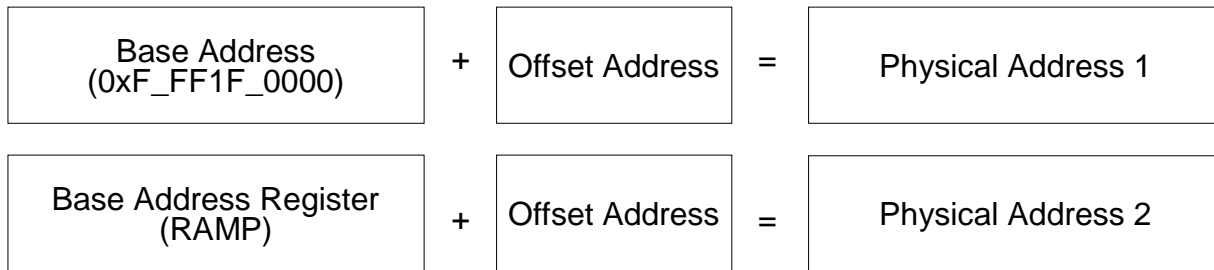 Base Address
(0xF_FF1F_0000)
+
Offset Address
=
Physical Address 1
Base Address Register
(RAMP)
+
Offset Address
=
Physical Address 2